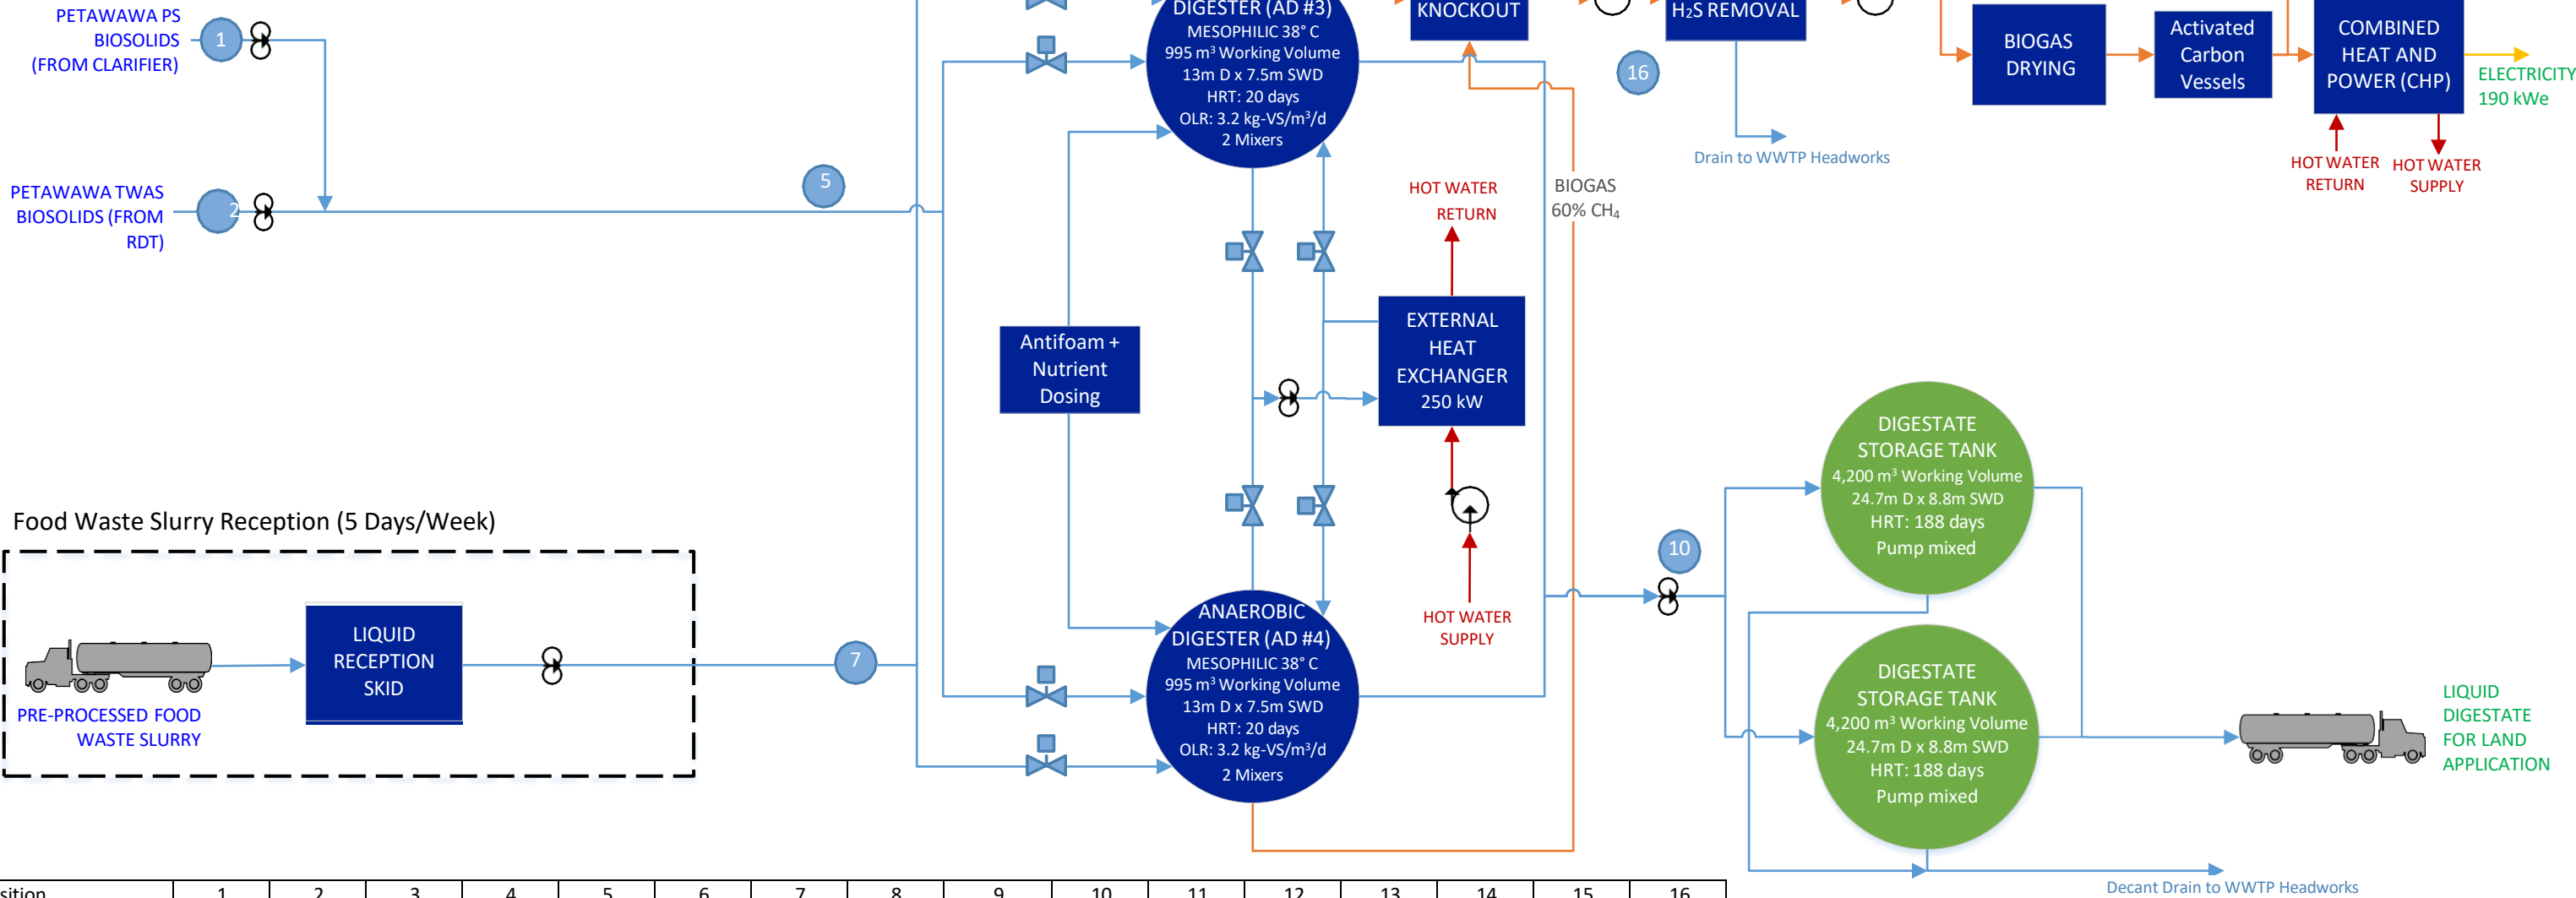 PETAWAWA PS
BIOSOLIDS
(FROM CLARIFIER)
1
PETAWAWA TWAS
BIOSOLIDS (FROM
RDT)
2
5
DIGESTER (AD #3)
MESOPHILIC 38° C
995 m³ Working Volume
13m D x 7.5m SWD
HRT: 20 days
OLR: 3.2 kg-VS/m³/d
2 Mixers
KNOCKOUT
H₂S REMOVAL
16
Drain to WWTP Headworks
BIOGAS
DRYING
Activated
Carbon
Vessels
COMBINED
HEAT AND
POWER (CHP)
ELECTRICITY
190 kWe
HOT WATER
RETURN
HOT WATER
SUPPLY
HOT WATER
RETURN
BIOGAS
60% CH₄
Antifoam +
Nutrient
Dosing
EXTERNAL
HEAT
EXCHANGER
250 kW
HOT WATER
SUPPLY
Food Waste Slurry Reception (5 Days/Week)
LIQUID
RECEPTION
SKID
PRE-PROCESSED FOOD
WASTE SLURRY
7
ANAEROBIC
DIGESTER (AD #4)
MESOPHILIC 38° C
995 m³ Working Volume
13m D x 7.5m SWD
HRT: 20 days
OLR: 3.2 kg-VS/m³/d
2 Mixers
10
DIGESTATE
STORAGE TANK
4,200 m³ Working Volume
24.7m D x 8.8m SWD
HRT: 188 days
Pump mixed
DIGESTATE
STORAGE TANK
4,200 m³ Working Volume
24.7m D x 8.8m SWD
HRT: 188 days
Pump mixed
LIQUID
DIGESTATE
FOR LAND
APPLICATION
Decant Drain to WWTP Headworks
sition 1 2 3 4 5 6 7 8 9 10 11 12 13 14 15 16